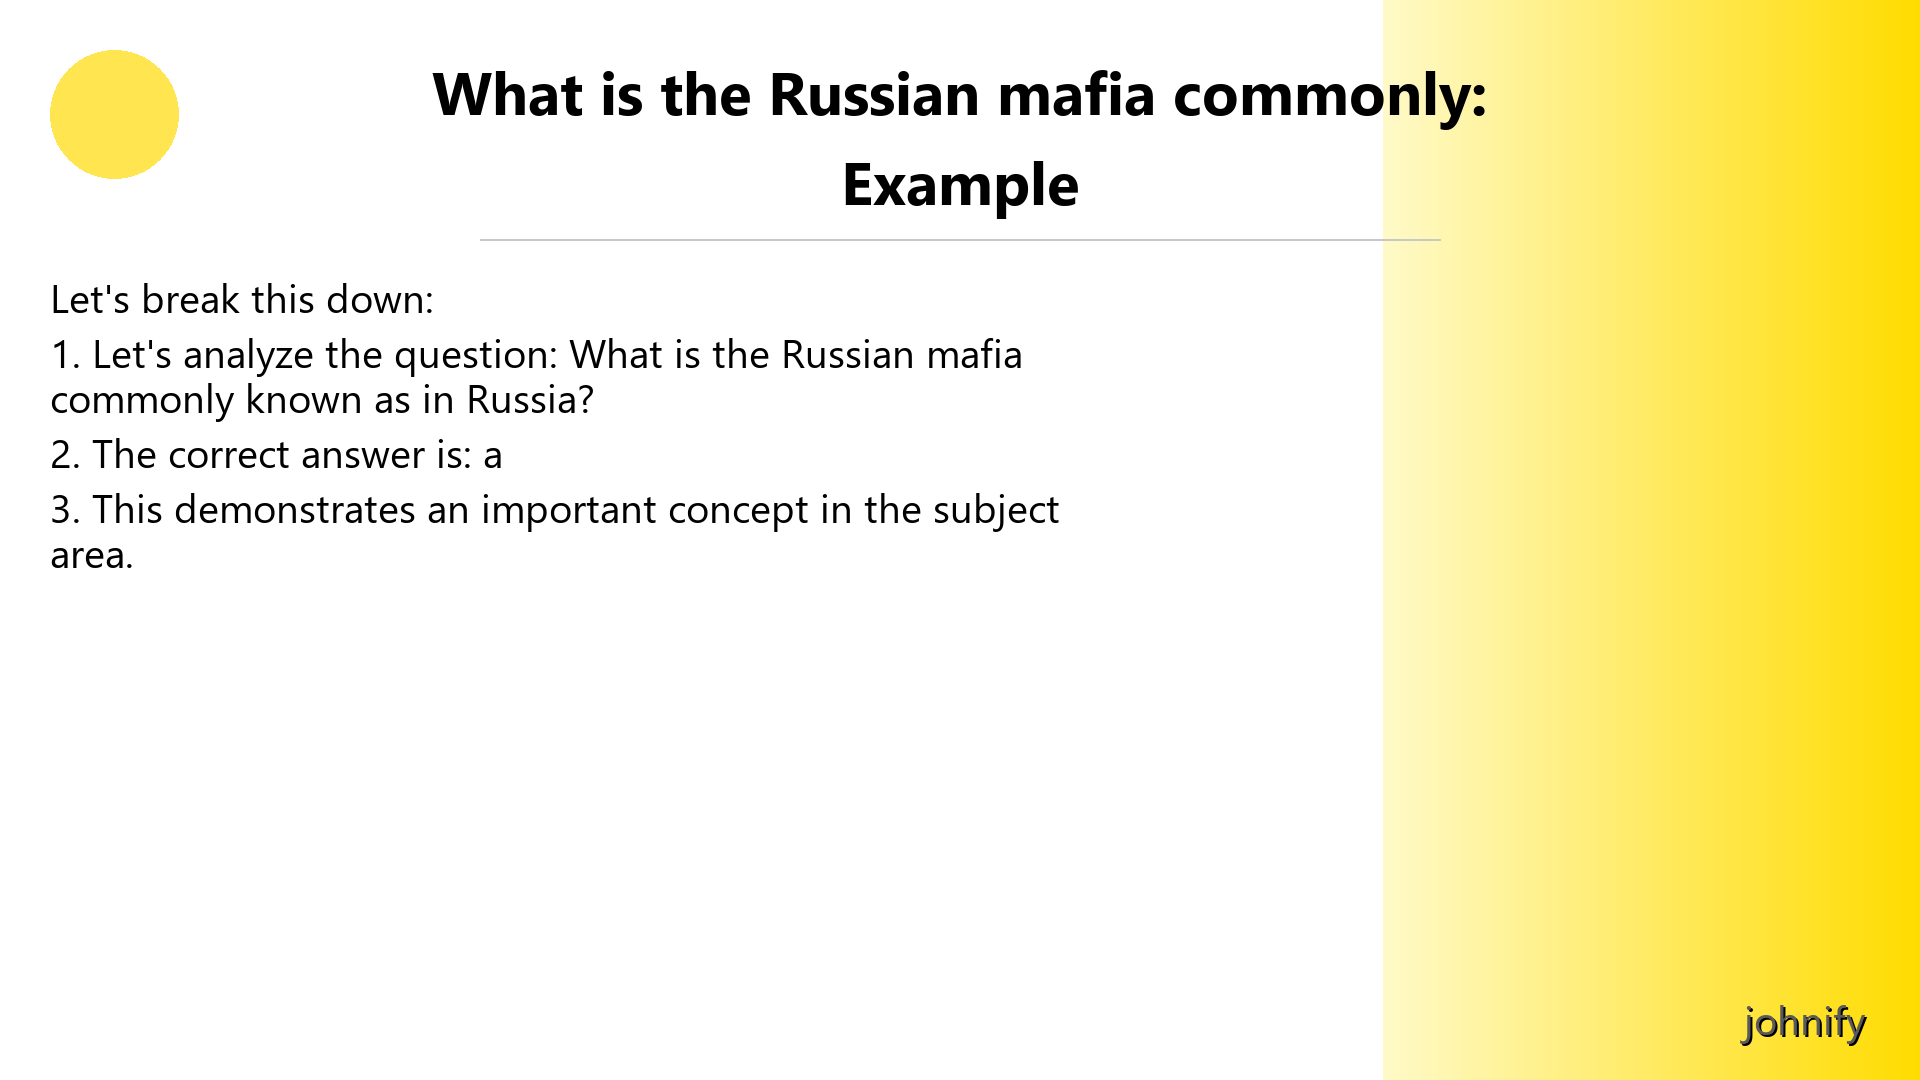 What is the Russian mafia commonly:
Example
Let's break this down:
1. Let's analyze the question: What is the Russian mafia
commonly known as in Russia?
2. The correct answer is: a
3. This demonstrates an important concept in the subject
area.
johnify